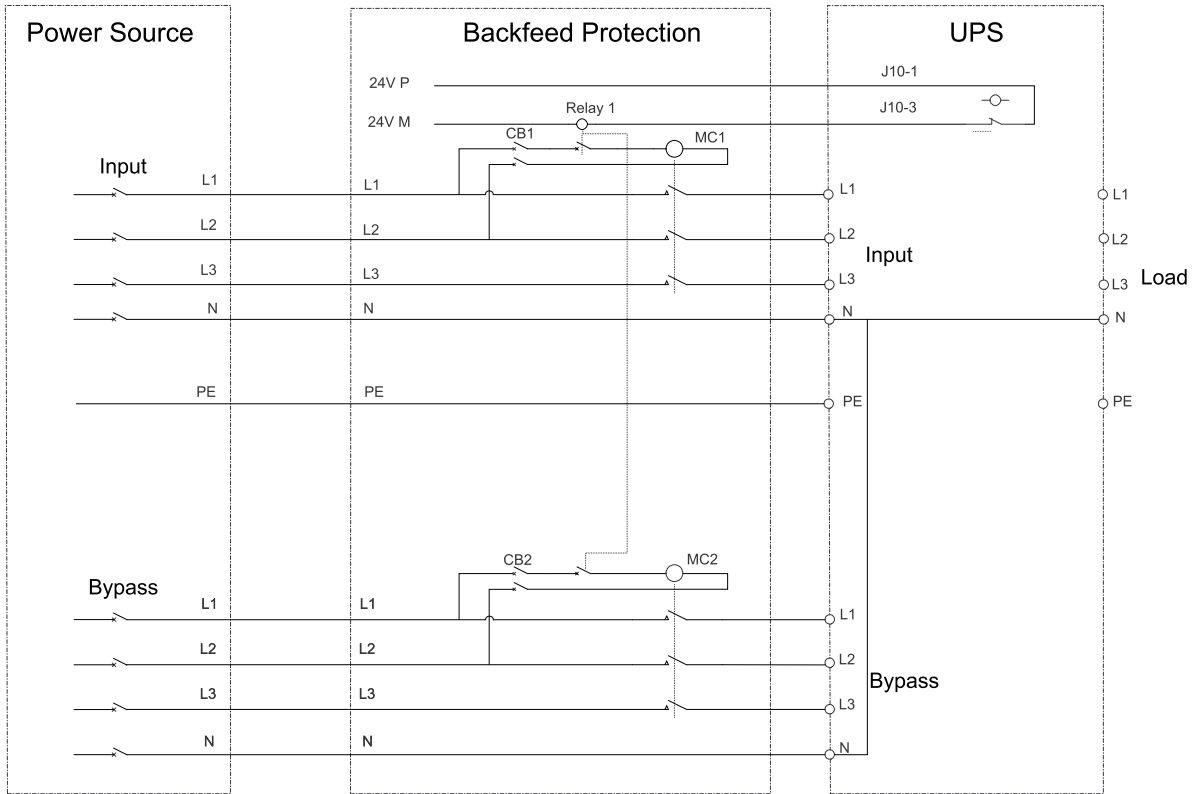 Power Source
Backfeed Protection
UPS
J10-1
24V P
Relay 1
J10-3
24V M
CB1
MC1
Input
L1
L1
L1
L1
L2
L2
L2
L2
Input
L3
L3
L3
L3
Load
N
N
N
N
PE
PE
PE
PE
CB2
MC2
Bypass
L1
L1
L1
L2
L2
L2
Bypass
L3
L3
L3
N
N
N